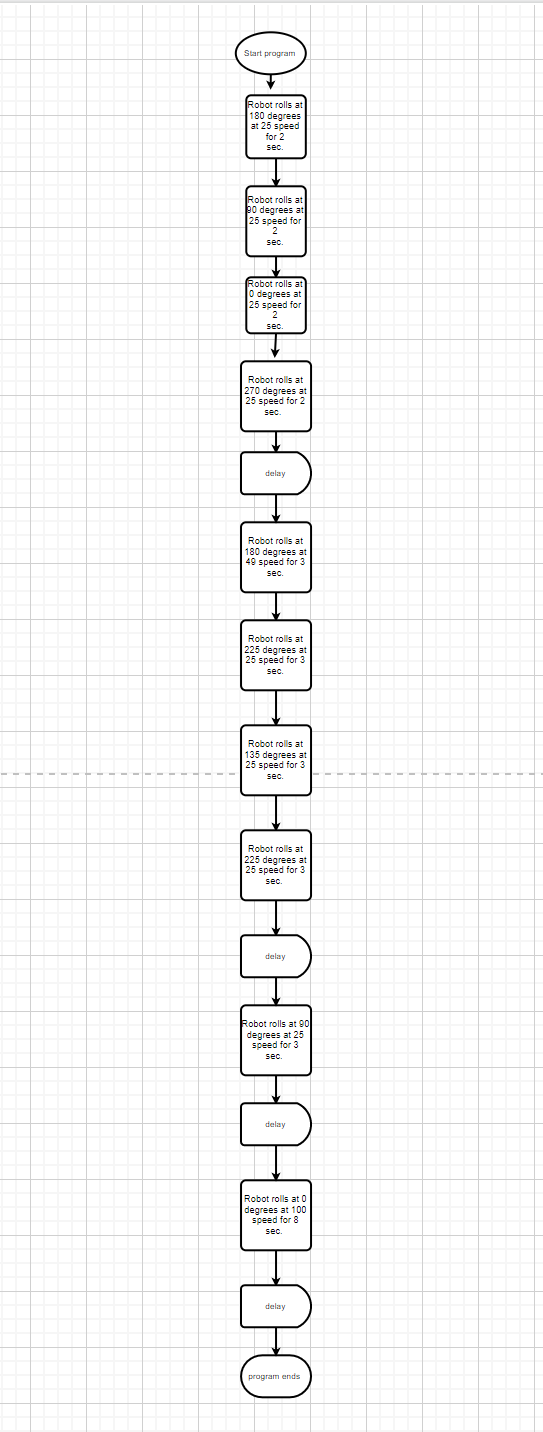 Start program
Robot rolls at
180 degrees
at 25 speed
for 2
sec.
Robot rolls at
90 degrees at
25 speed for
2
sec.
Robot rolls at
0 degrees at
25 speed for
2
sec.
Robot rolls at
270 degrees at
25 speed for 2
sec.
delay
Robot rolls at
180 degrees at
49 speed for 3
sec.
Robot rolls at
225 degrees at
25 speed for 3
sec.
Robot rolls at
135 degrees at
25 speed for 3
sec.
Robot rolls at
225 degrees at
25 speed for 3
sec.
delay
Robot rolls at 90
degrees at 25
speed for 3
sec.
delay
Robot rolls at 0
degrees at 100
speed for 8
sec.
delay
program ends